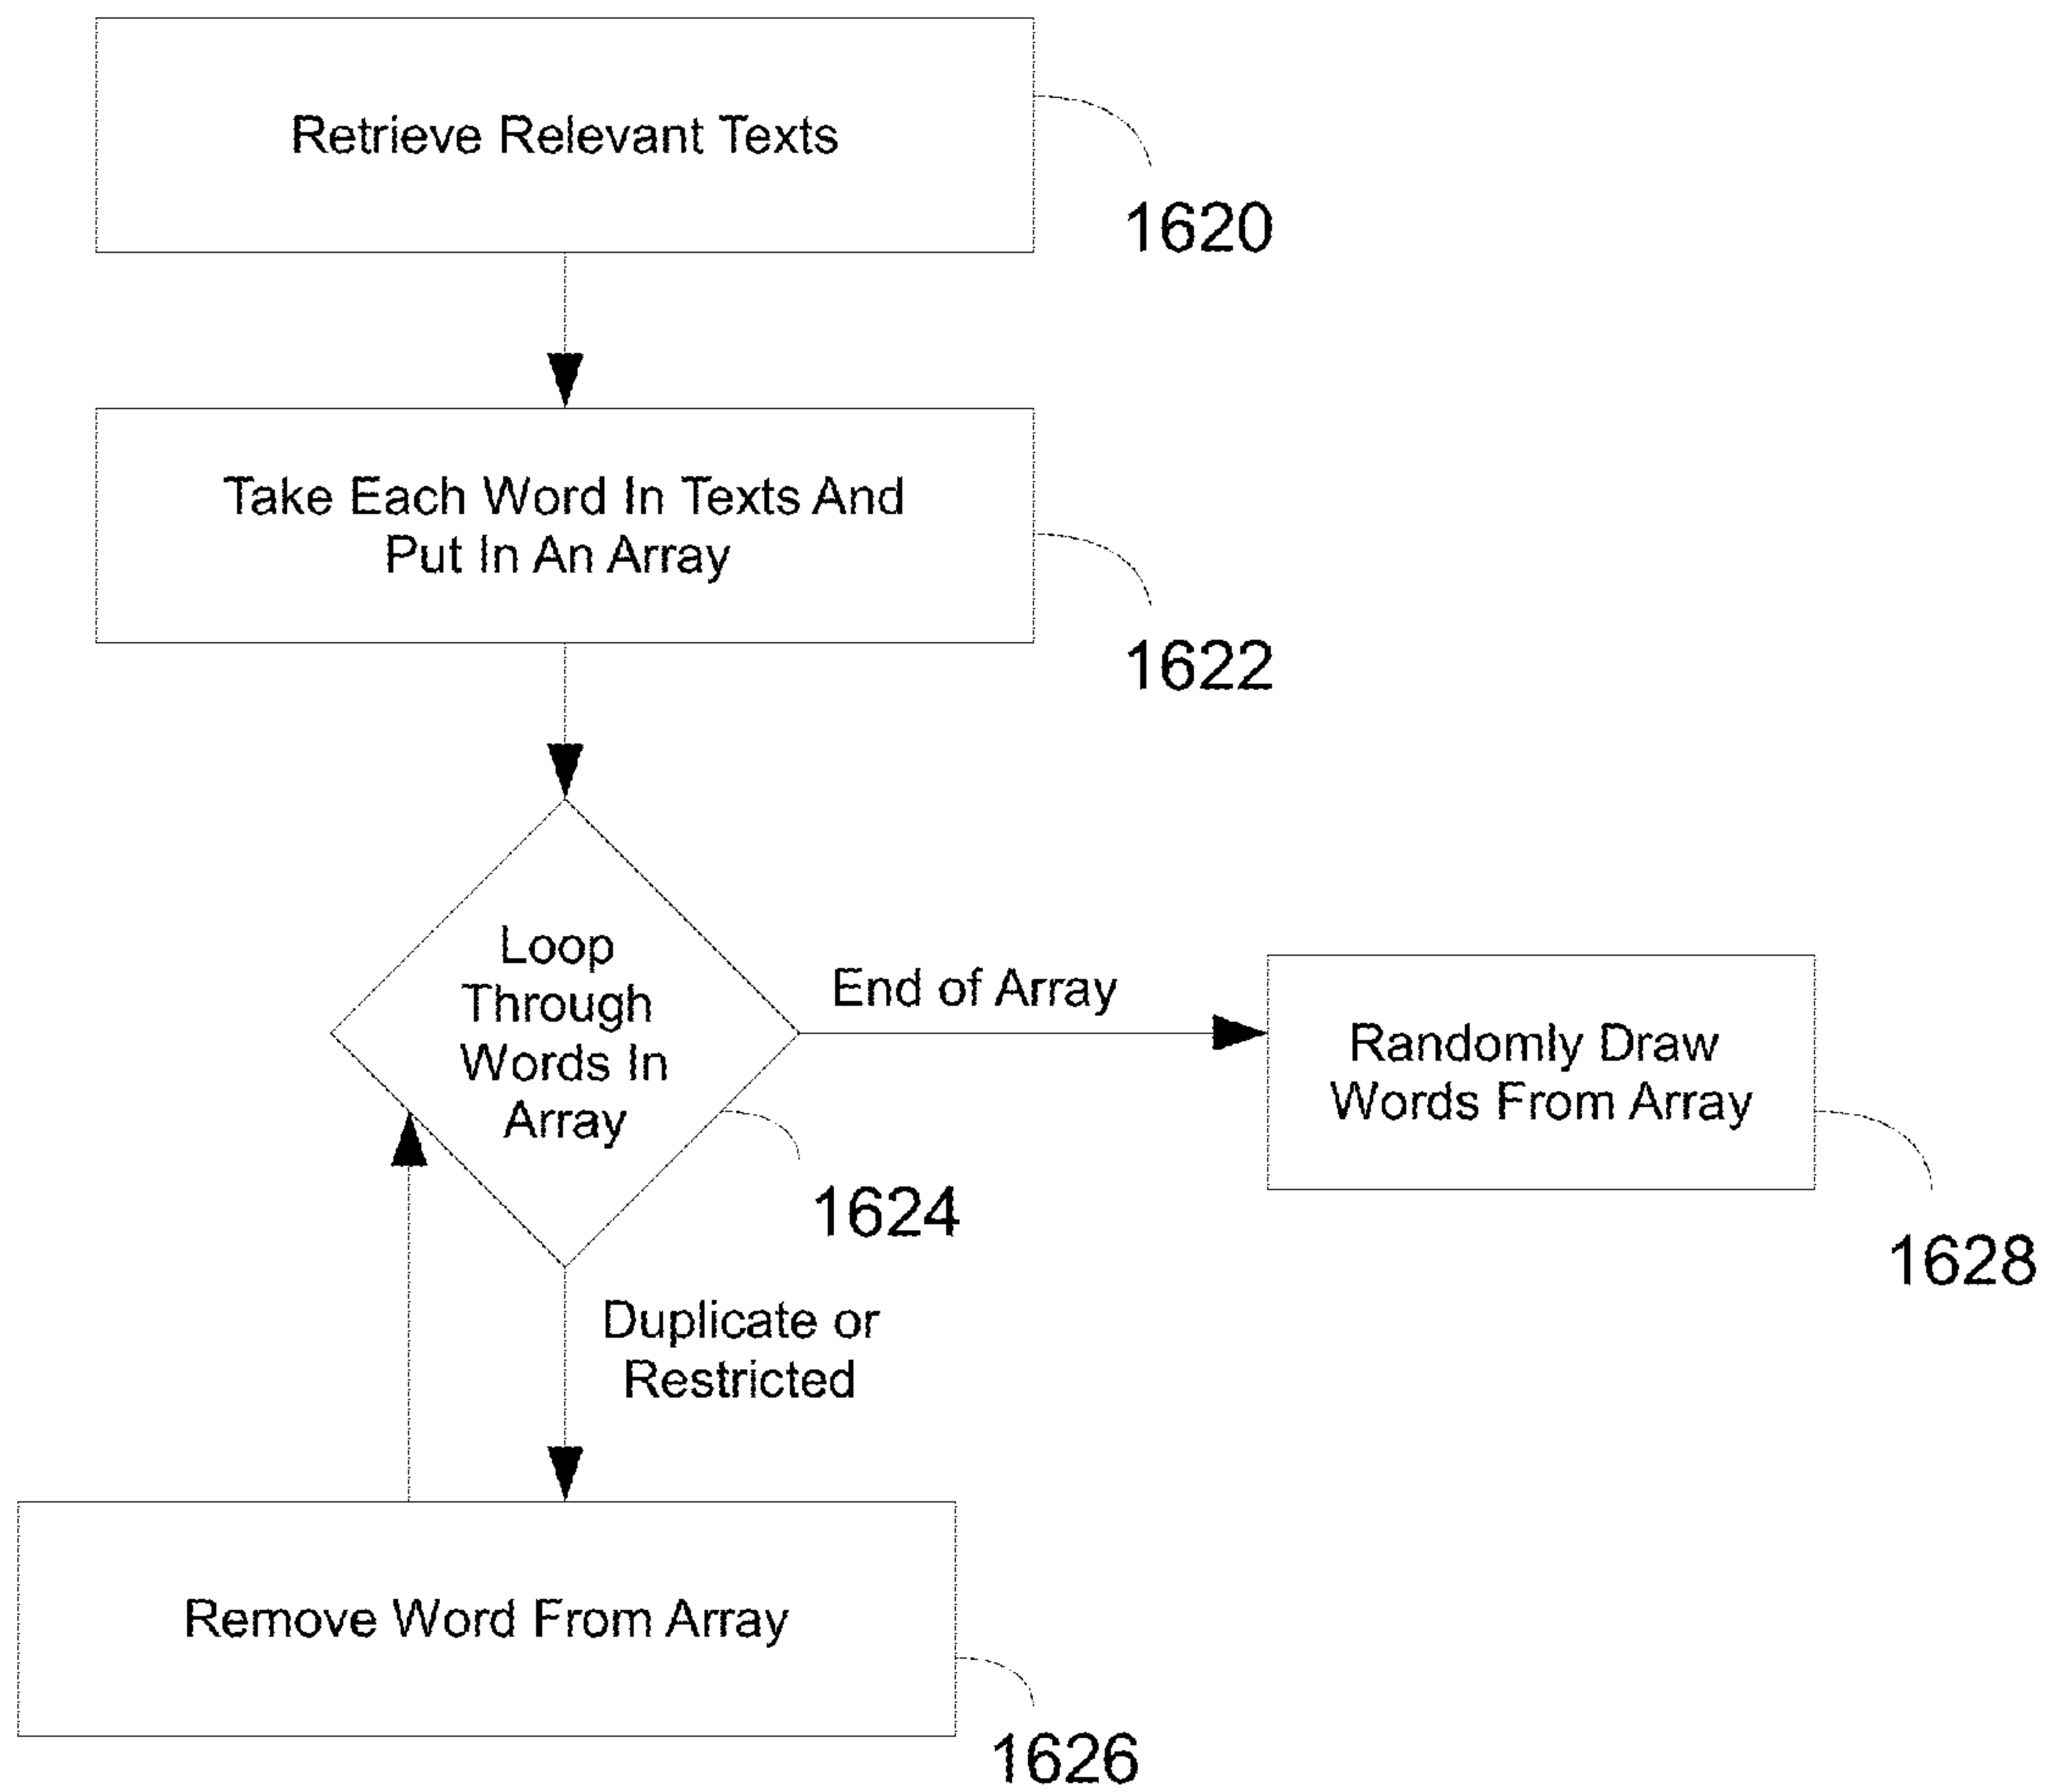 Retrieve Relevant Texts
1620
Take Each Word In Texts And
Put In An Array
1622
Loop
Through
Words In
Array
1624
End of Array
Randomly Draw
Words From Array
1628
Duplicate or
Restricted
Remove Word From Array
1626